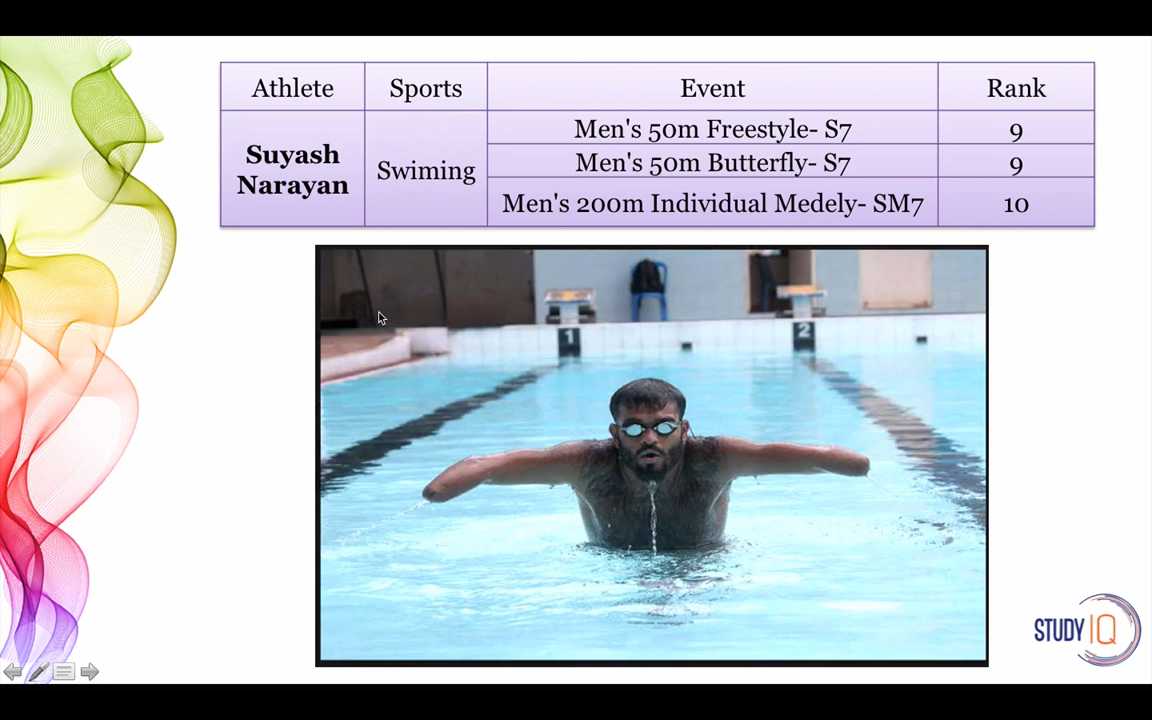 Athlete Sports Event Rank
Suyash Narayan Swiming Men's 50m Freestyle- S7 9
Men's 50m Butterfly- S7 9
Men's 200m Individual Medely- SM7 10
1 2
STUDY IQ